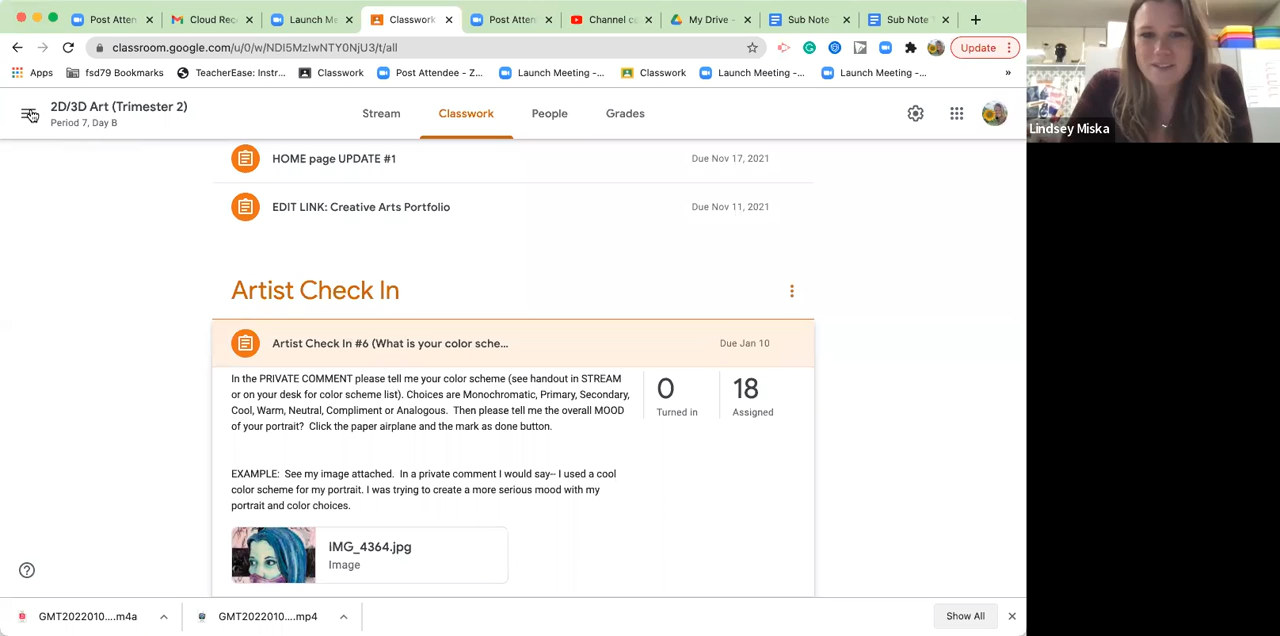 Post Atten
Cloud Rec
Launch Me
Classwork
Post Atten
Channel co
My Drive -
Sub Note
Sub Note T
classroom.google.com/u/0/w/NDI5MzIwNTY0NjU3/t/all
Update
Apps
fsd79 Bookmarks
TeacherEase: Instr...
Classwork
Post Attendee - Z...
Launch Meeting -...
Classwork
Launch Meeting -...
Launch Meeting -...
»
2D/3D Art (Trimester 2)
Period 7, Day B
Stream
Classwork
People
Grades
Lindsey Miska
HOME page UPDATE #1
Due Nov 17, 2021
EDIT LINK: Creative Arts Portfolio
Due Nov 11, 2021
Artist Check In
Artist Check In #6 (What is your color sche...
Due Jan 10
In the PRIVATE COMMENT please tell me your color scheme (see handout in STREAM
or on your desk for color scheme list). Choices are Monochromatic, Primary, Secondary,
Cool, Warm, Neutral, Compliment or Analogous. Then please tell me the overall MOOD
of your portrait? Click the paper airplane and the mark as done button.
0
Turned in
18
Assigned
EXAMPLE: See my image attached. In a private comment I would say-- I used a cool
color scheme for my portrait. I was trying to create a more serious mood with my
portrait and color choices.
IMG_4364.jpg
Image
GMT2022010....m4a
GMT2022010....mp4
Show All